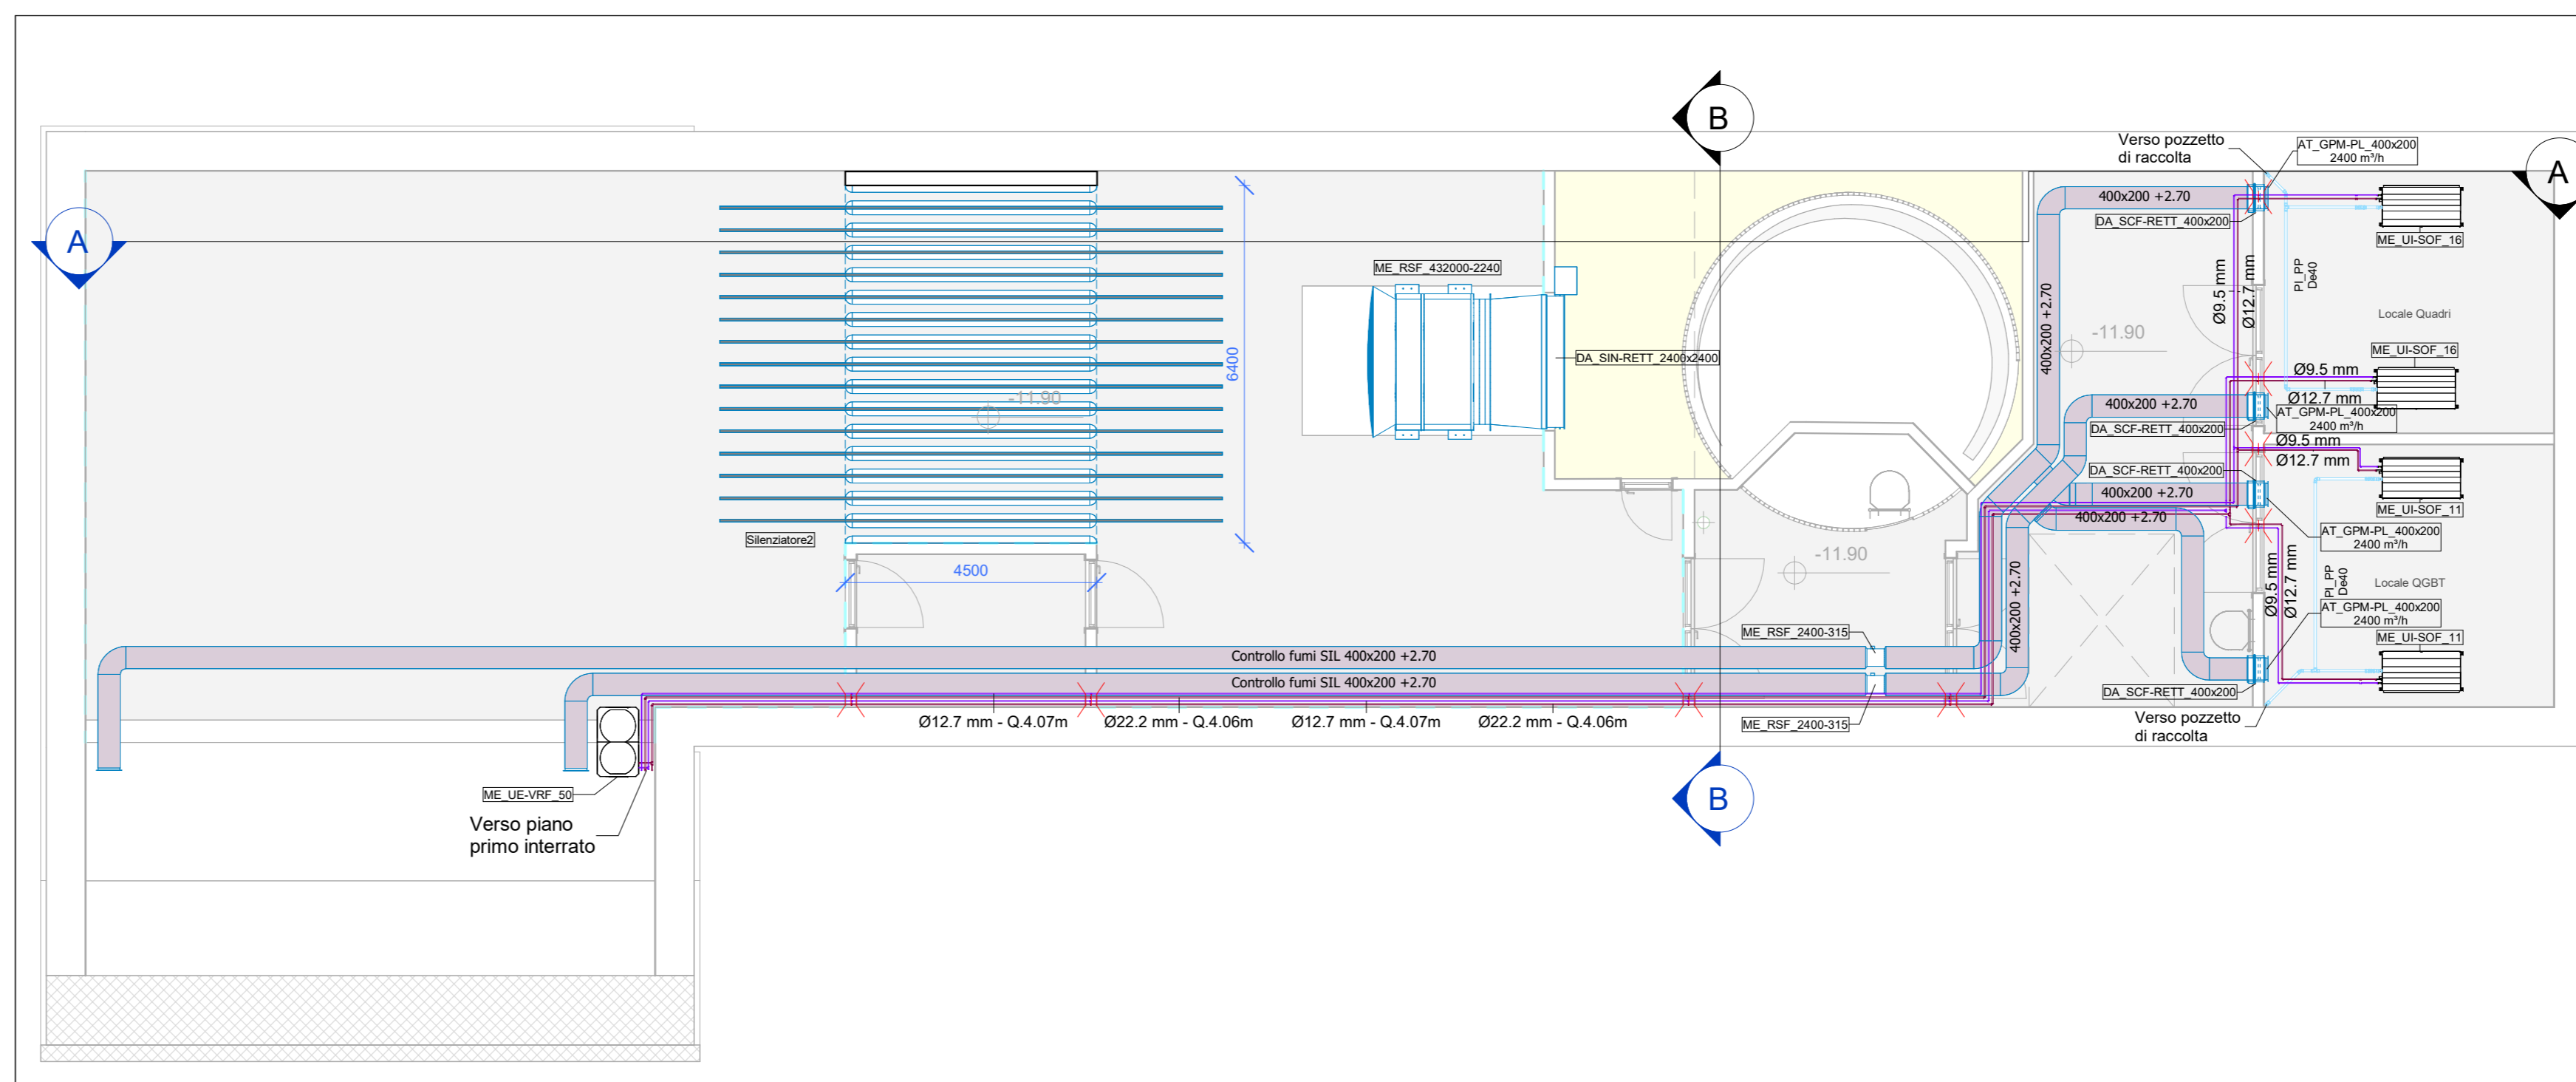 B
Verso pozzetto
di raccolta
AT_GPM-PL_400x200
2400 m³/h
A
400x200 +2.70
DA_SCF-RETT_400x200
ME_UI-SOF_16
A
ME_RSF_432000-2240
6400
DA_SIN-RETT_2400x2400
-11.90
400x200 +2.70
-11.90
Ø9.5 mm
Ø12.7 mm
PI_PP
De40
Locale Quadri
ME_UI-SOF_16
Ø9.5 mm
Ø12.7 mm
400x200 +2.70
AT_GPM-PL_400x200
2400 m³/h
DA_SCF-RETT_400x200
Ø9.5 mm
Ø12.7 mm
DA_SCF-RETT_400x200
400x200 +2.70
ME_UI-SOF_11
400x200 +2.70
AT_GPM-PL_400x200
2400 m³/h
Silenziatore2
4500
-11.90
400x200 +2.70
Ø9.5 mm
Ø12.7 mm
PI_PP
De40
Locale QGBT
AT_GPM-PL_400x200
2400 m³/h
ME_UI-SOF_11
ME_RSF_2400-315
Controllo fumi SIL 400x200 +2.70
Controllo fumi SIL 400x200 +2.70
DA_SCF-RETT_400x200
Ø12.7 mm - Q.4.07m
Ø22.2 mm - Q.4.06m
Ø12.7 mm - Q.4.07m
Ø22.2 mm - Q.4.06m
ME_RSF_2400-315
Verso pozzetto
di raccolta
ME_UE-VRF_50
Verso piano
primo interrato
B